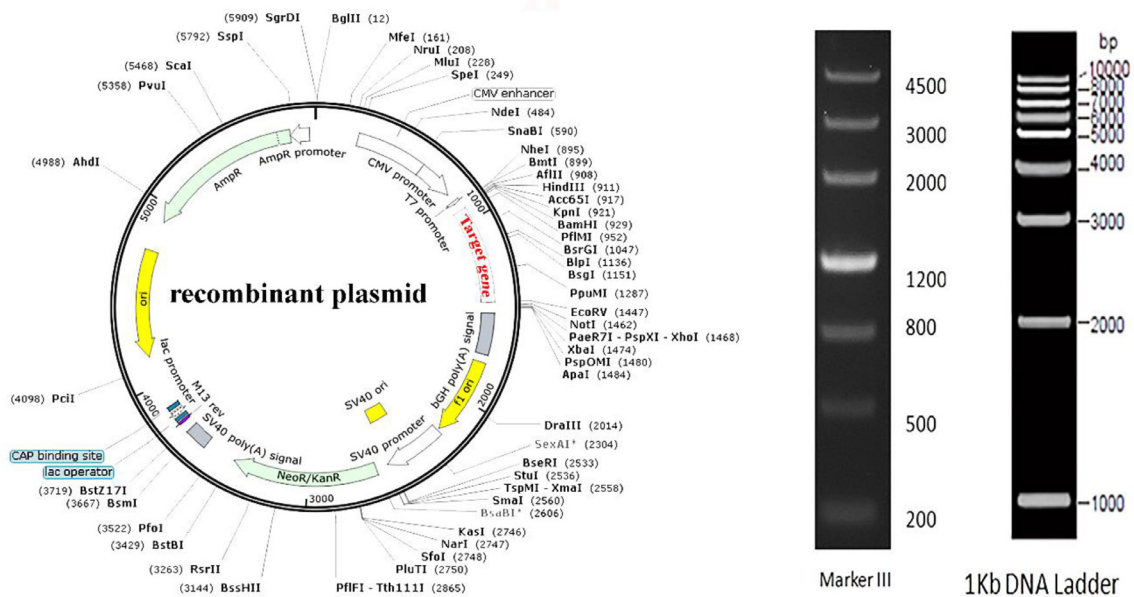 (5909) SgrDI
BglII (12)
(5792) SspI
MfeI (161)
NruI (208)
MluI (228)
SpeI (249)
(5468) ScaI
(5358) PvuI
CMV enhancer
NdeI (484)
SnaBI (590)
(4988) AhdI
AmpR promoter
AmpR
CMV promoter
T7 promoter
NheI (895)
BmtI (899)
AflII (908)
HindIII (911)
Acc65I (917)
KpnI (921)
BamHI (929)
PflMI (952)
BsrGI (1047)
BlpI (1136)
BsgI (1151)
PpuMI (1287)
EcoRV (1447)
NotI (1462)
PaeR7I - PspXI - XhoI (1468)
XbaI (1474)
PspOMI (1480)
ApaI (1484)
1000
5000
Target gene
recombinant plasmid
ori
bGH poly(A) signal
f1 ori
2000
(4098) PciI
4000
lac promoter
M13 rev
SV40 poly(A) signal
SV40 ori
SV40 promoter
NeoR/KanR
3000
CAP binding site
lac operator
DraIII (2014)
SexAI* (2304)
BseRI (2533)
StuI (2536)
TspMI - XmaI (2558)
SmaI (2560)
BsaBI* (2606)
(3719) BstZ17I
(3667) BsmI
(3522) PfoI
(3429) BstBI
(3263) RsrII
(3144) BssHII
KasI (2746)
NarI (2747)
SfoI (2748)
PluTI (2750)
PflFI - Tth111I (2865)
4500
3000
2000
1200
800
500
200
Marker III
bp
10000
8000
7000
6000
5000
4000
3000
2000
1000
1Kb DNA Ladder